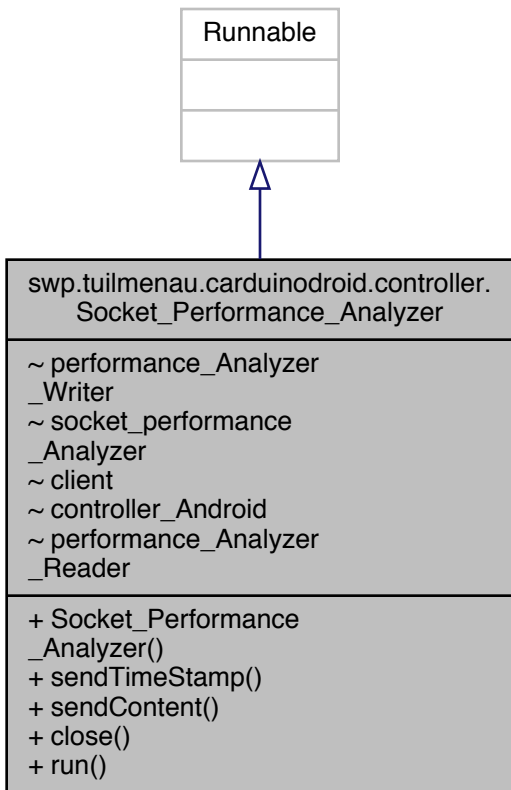 Runnable
swp.tuilmenau.carduinodroid.controller.
Socket_Performance_Analyzer
~ performance_Analyzer
_Writer
~ socket_performance
_Analyzer
~ client
~ controller_Android
~ performance_Analyzer
_Reader
+ Socket_Performance
_Analyzer()
+ sendTimeStamp()
+ sendContent()
+ close()
+ run()